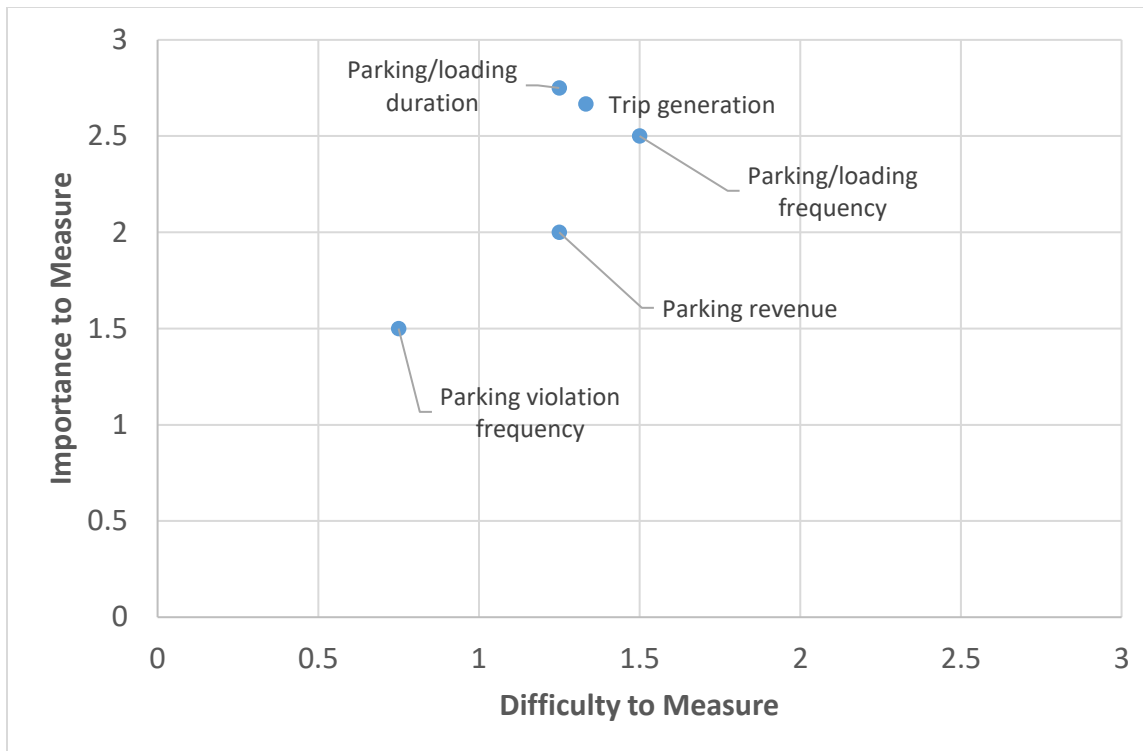 3
Parking/loading
duration
Trip generation
2.5
Parking/loading
frequency
2
Parking revenue
1.5
Parking violation
frequency
1
0.5
0
Importance to Measure
0 0.5 1 1.5 2 2.5 3
Difficulty to Measure